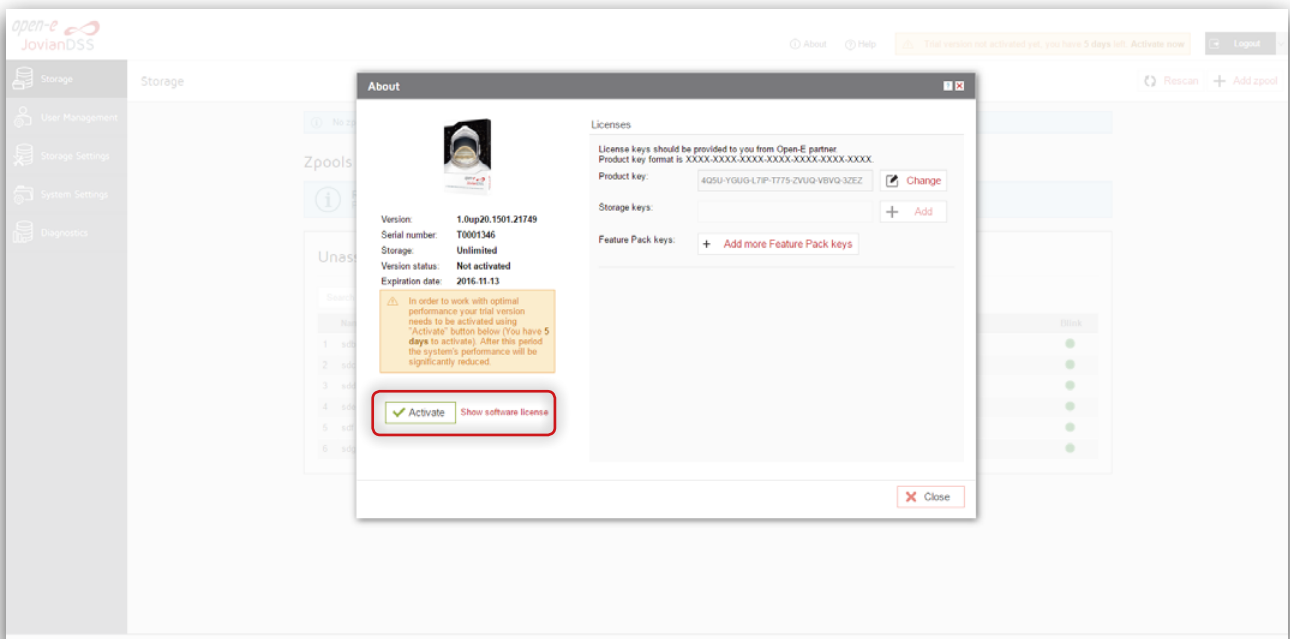 open-e
JovianDSS
About
Help
Trial version not activated yet, you have 5 days left. Activate now
Logout
Storage
Storage
Rescan
Add zpool
User Management
Storage Settings
System Settings
Diagnostics
No
Zpools
Unass
Search
Blink
1
2
3
4
5
6
About
Version: 1.0up20.1501.21749
Serial number: T0001346
Storage: Unlimited
Version status: Not activated
Expiration date: 2016-11-13
In order to work with optimal
performance your trial version
needs to be activated using
"Activate" button below (You have 5
days to activate). After this period
the system's performance will be
significantly reduced.
Activate
Show software license
Licenses
License keys should be provided to you from Open-E partner.
Product key format is XXXX-XXXX-XXXX-XXXX-XXXX-XXXX-XXXX.
Product key: 4Q5U-YGUG-L7IP-T775-ZVUQ-VBVQ-3ZEZ Change
Storage keys: Add
Feature Pack keys: + Add more Feature Pack keys
Close